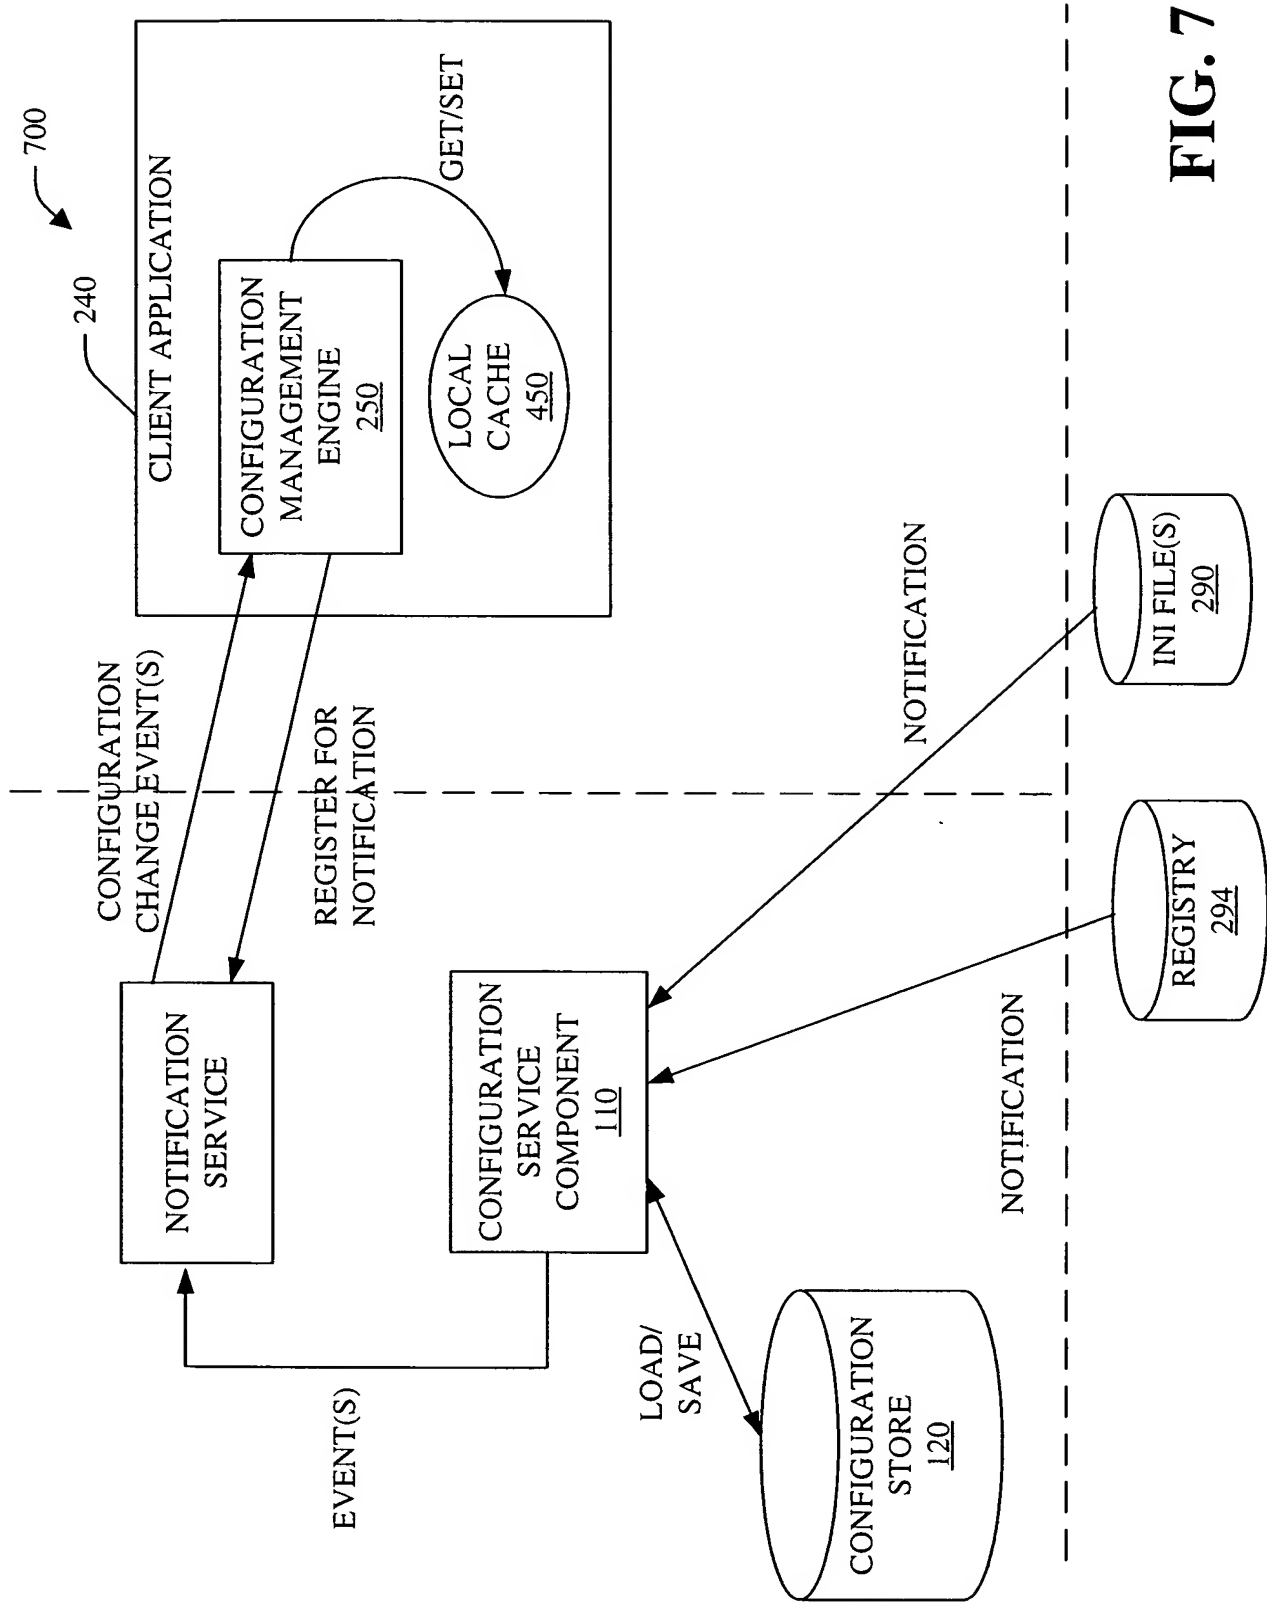 700
240
CLIENT APPLICATION
CONFIGURATION
MANAGEMENT
ENGINE
250
GET/SET
LOCAL
CACHE
450
CONFIGURATION
CHANGE EVENT(S)
REGISTER FOR
NOTIFICATION
NOTIFICATION
SERVICE
EVENT(S)
CONFIGURATION
SERVICE
COMPONENT
110
LOAD/
SAVE
CONFIGURATION
STORE
120
NOTIFICATION
NOTIFICATION
REGISTRY
294
INI FILE(S)
290
FIG. 7